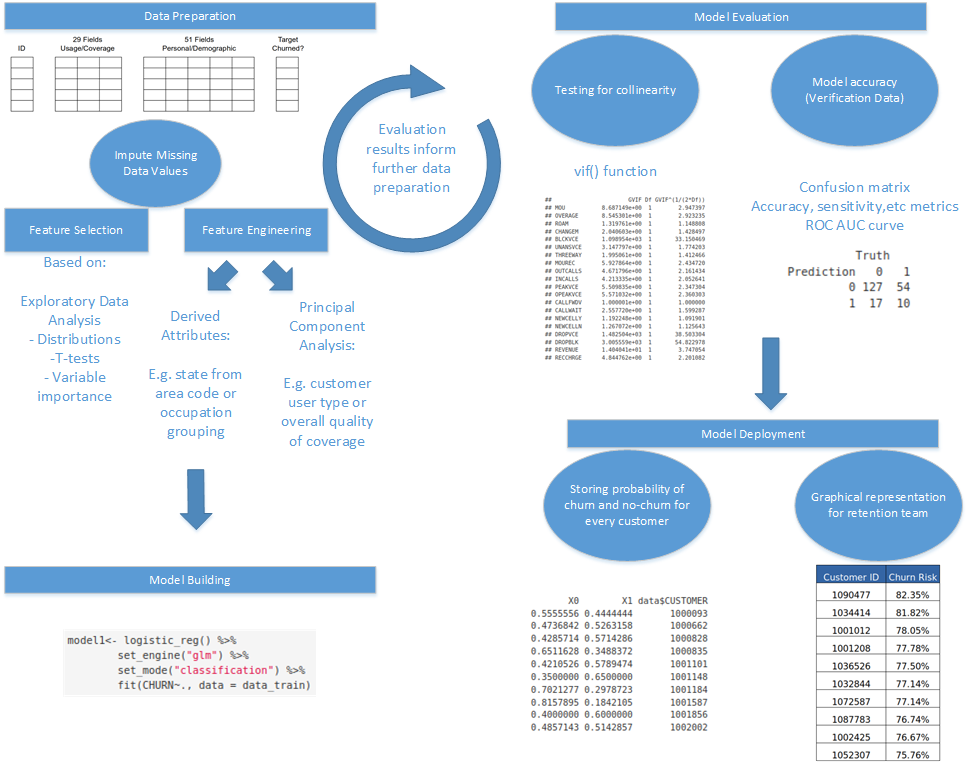 Data Preparation
ID
29 Fields
Usage/Coverage
51 Fields
Personal/Demographic
Target
Churned?
Impute Missing
Data Values
Feature Selection
Feature Engineering
Based on:
Exploratory Data
Analysis
- Distributions
-T-tests
- Variable
importance
Derived
Attributes:
E.g. state from
area code or
occupation
grouping
Principal
Component
Analysis:
E.g. customer
user type or
overall quality
of coverage
Evaluation
results inform
further data
preparation
Model Building
model1<- logistic_reg() %>%
set_engine("glm") %>%
set_mode("classification") %>%
fit(CHURN~., data = data_train)
Model Evaluation
Testing for collinearity
Model accuracy
(Verification Data)
vif() function
## GVIF Df GVIF^(1/(2*Df))
## MOU 8.687149e+00 1 2.947397
## OVERAGE 8.545301e+00 1 2.923235
## ROAM 1.319761e+00 1 1.148808
## CHANGEM 2.040603e+00 1 1.428497
## BLCKVCE 1.098954e+03 1 33.150469
## UNANSVCE 3.147797e+00 1 1.774203
## THREEWAY 1.995061e+00 1 1.412466
## MOUREC 5.927864e+00 1 2.434720
## OUTCALLS 4.671796e+00 1 2.161434
## INCALLS 4.213335e+00 1 2.052641
## PEAKVCE 5.509835e+00 1 2.347304
## OPEAKVCE 5.571032e+00 1 2.360303
## CALLFWDV 1.000001e+00 1 1.000000
## CALLWAIT 2.557720e+00 1 1.599287
## NEWCELLY 1.192248e+00 1 1.091901
## NEWCELLN 1.267072e+00 1 1.125643
## DROPVCE 1.482503e+03 1 38.503304
## DROPBLK 3.005559e+03 1 54.822978
## REVENUE 1.404041e+01 1 3.747054
## RECCHRGE 4.844762e+00 1 2.201082
Confusion matrix
Accuracy, sensitivity,etc metrics
ROC AUC curve
Truth
Prediction 0 1
0 127 54
1 17 10
Model Deployment
Storing probability of
churn and no-churn for
every customer
Graphical representation
for retention team
X0 X1 data$CUSTOMER
0.5555556 0.4444444 1000093
0.4736842 0.5263158 1000662
0.4285714 0.5714286 1000828
0.6511628 0.3488372 1000835
0.4210526 0.5789474 1001101
0.3500000 0.6500000 1001148
0.7021277 0.2978723 1001184
0.8157895 0.1842105 1001587
0.4000000 0.6000000 1001856
0.4857143 0.5142857 1002002
Customer ID Churn Risk
1090477 82.35%
1034414 81.82%
1001012 78.05%
1001208 77.78%
1036526 77.50%
1032844 77.14%
1072587 77.14%
1087783 76.74%
1002425 76.67%
1052307 75.76%